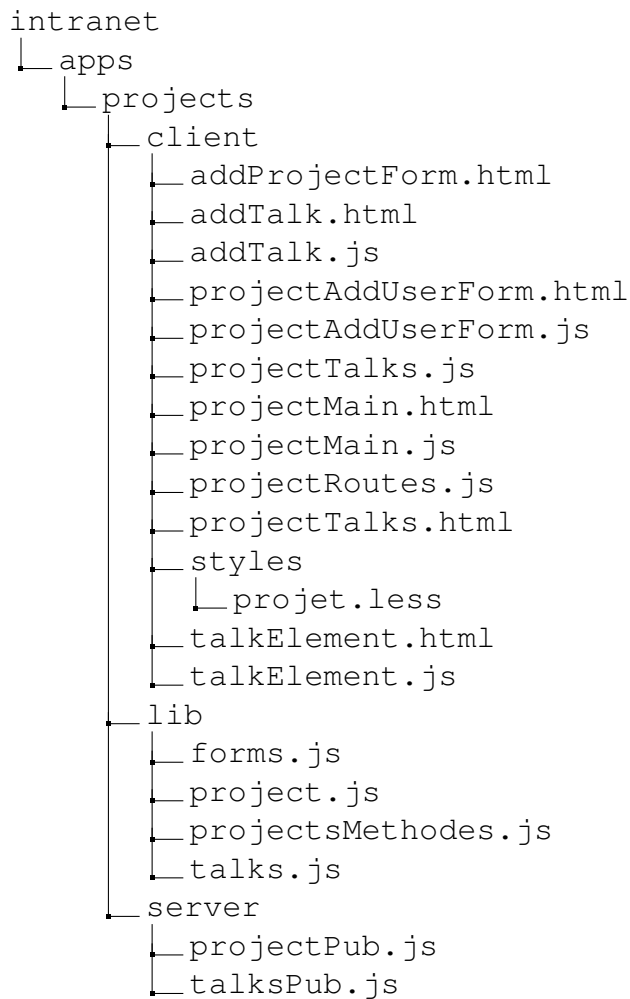 intranet
apps
projects
client
addProjectForm.html
addTalk.html
addTalk.js
projectAddUserForm.html
projectAddUserForm.js
projectTalks.js
projectMain.html
projectMain.js
projectRoutes.js
projectTalks.html
styles
projet.less
talkElement.html
talkElement.js
lib
forms.js
project.js
projectsMethodes.js
talks.js
server
projectPub.js
talksPub.js